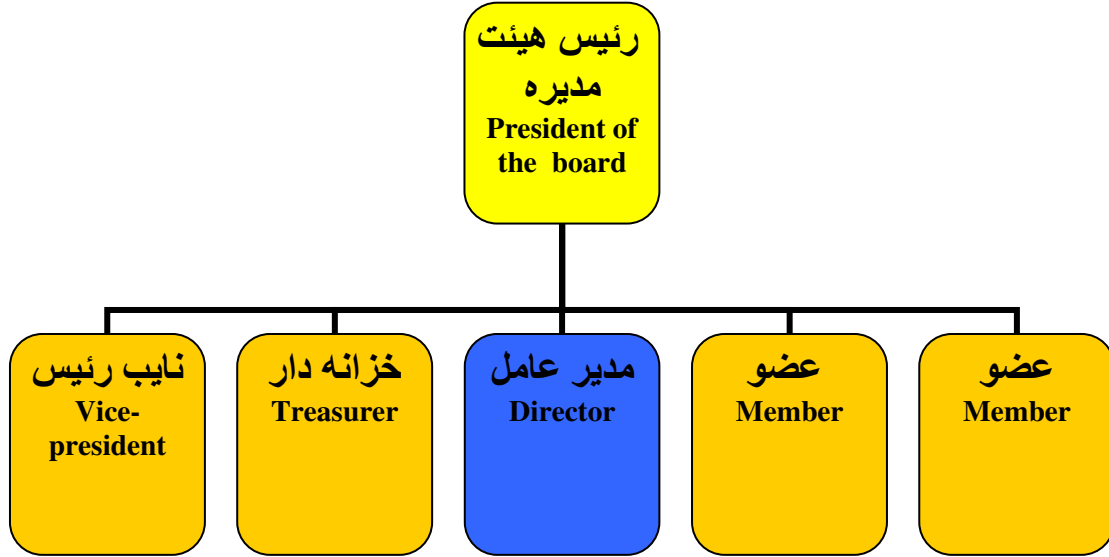 رئیس هیئت
مدیره
President of
the board
نایب رئیس
Vice-
president
خزانه دار
Treasurer
مدیر عامل
Director
عضو
Member
عضو
Member